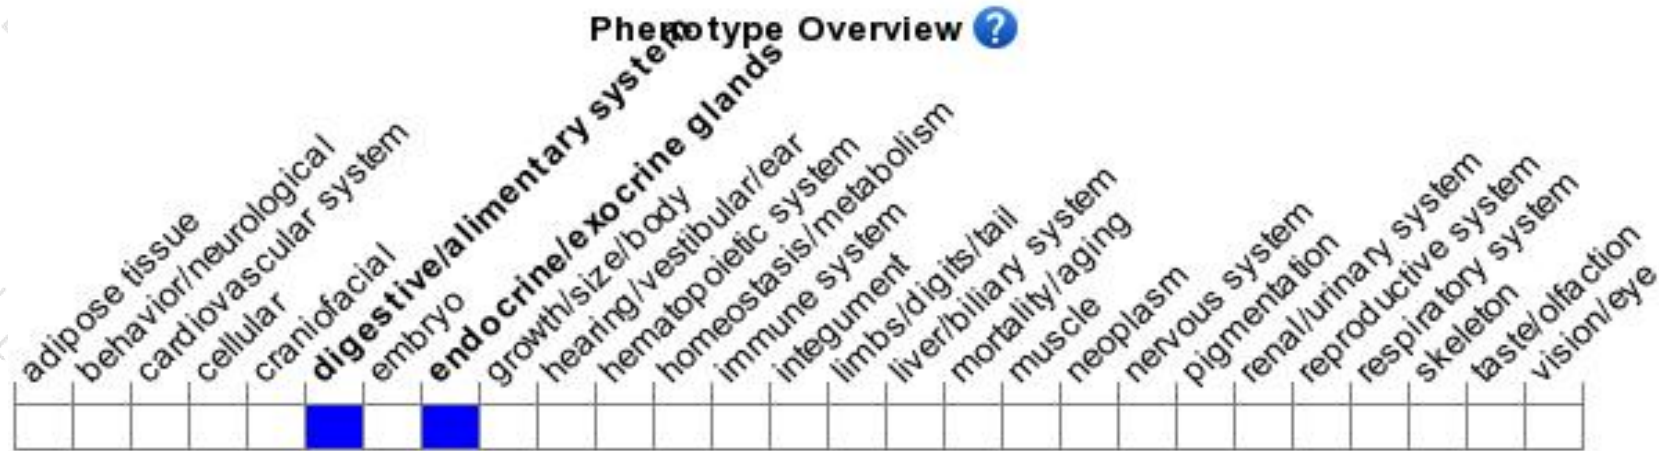 Phenotype Overview ?
adipose tissue
behavior/neurological
cardiovascular system
cellular
craniofacial
digestive/alimentary system
embryo
endocrine/exocrine glands
growth/size/body
hearing/vestibular/ear
hematopoietic system
homeostasis/metabolism
immune system
integument
limbs/digits/tail
liver/biliary system
mortality/aging
muscle
neoplasm
nervous system
pigmentation
renal/urinary system
reproductive system
respiratory system
skeleton
taste/olfaction
vision/eye